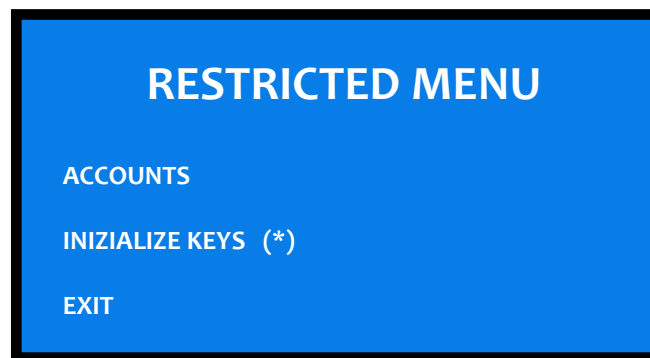 RESTRICTED MENU
ACCOUNTS
INIZIALIZE KEYS (*)
EXIT